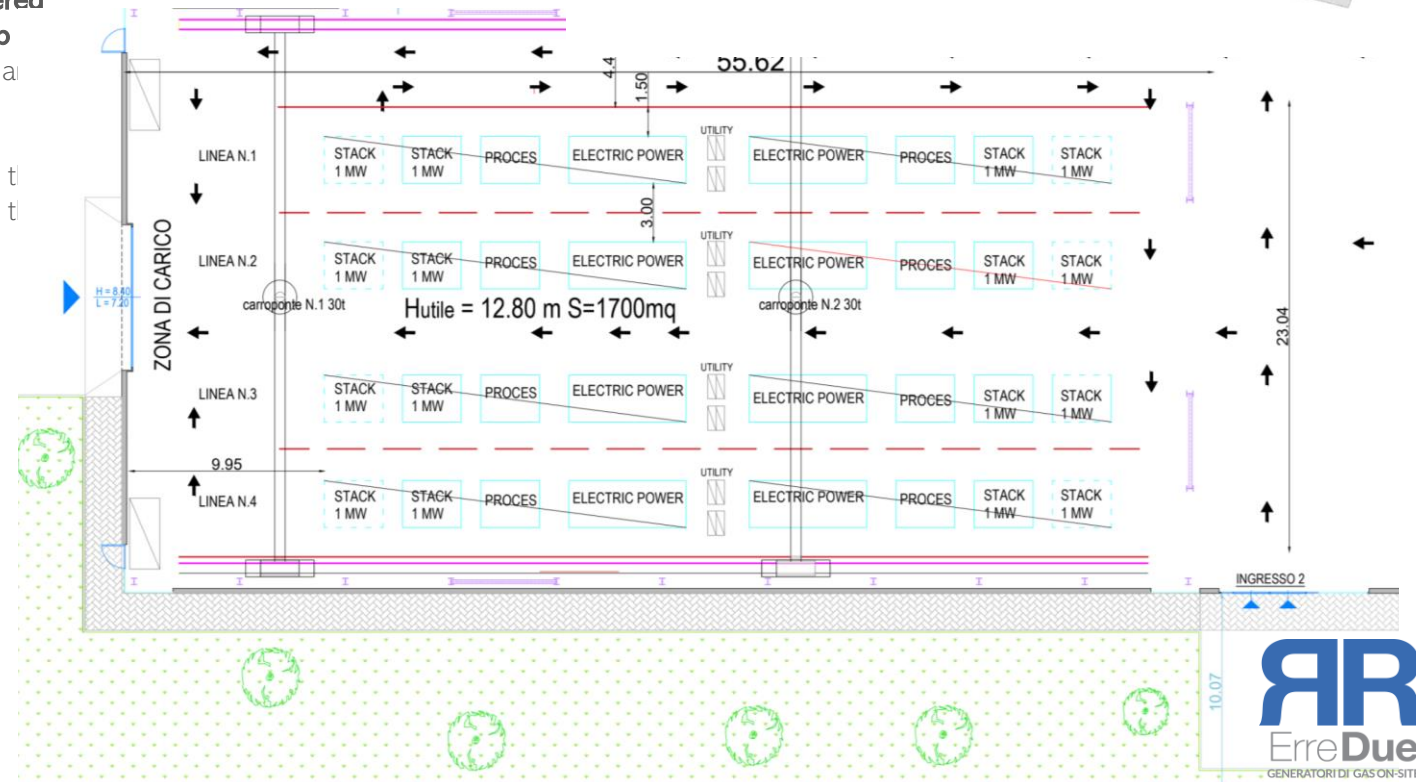 55.62
4.4
1.50
LINEA N.1
STACK
1 MW
STACK
1 MW
PROCES
ELECTRIC POWER
UTILITY
ELECTRIC POWER
PROCES
STACK
1 MW
STACK
1 MW
3.00
LINEA N.2
STACK
1 MW
STACK
1 MW
PROCES
ELECTRIC POWER
UTILITY
ELECTRIC POWER
PROCES
STACK
1 MW
STACK
1 MW
ZONA DI CARICO
H = 8.40
L = 7.20
carroponte N.1 30t
Hutile = 12.80 m S=1700mq
carroponte N.2 30t
23.04
LINEA N.3
STACK
1 MW
STACK
1 MW
PROCES
ELECTRIC POWER
UTILITY
ELECTRIC POWER
PROCES
STACK
1 MW
STACK
1 MW
9.95
LINEA N.4
STACK
1 MW
STACK
1 MW
PROCES
ELECTRIC POWER
UTILITY
ELECTRIC POWER
PROCES
STACK
1 MW
STACK
1 MW
INGRESSO 2
10.07
ErreDue
GENERATORI DI GAS ON-SITE